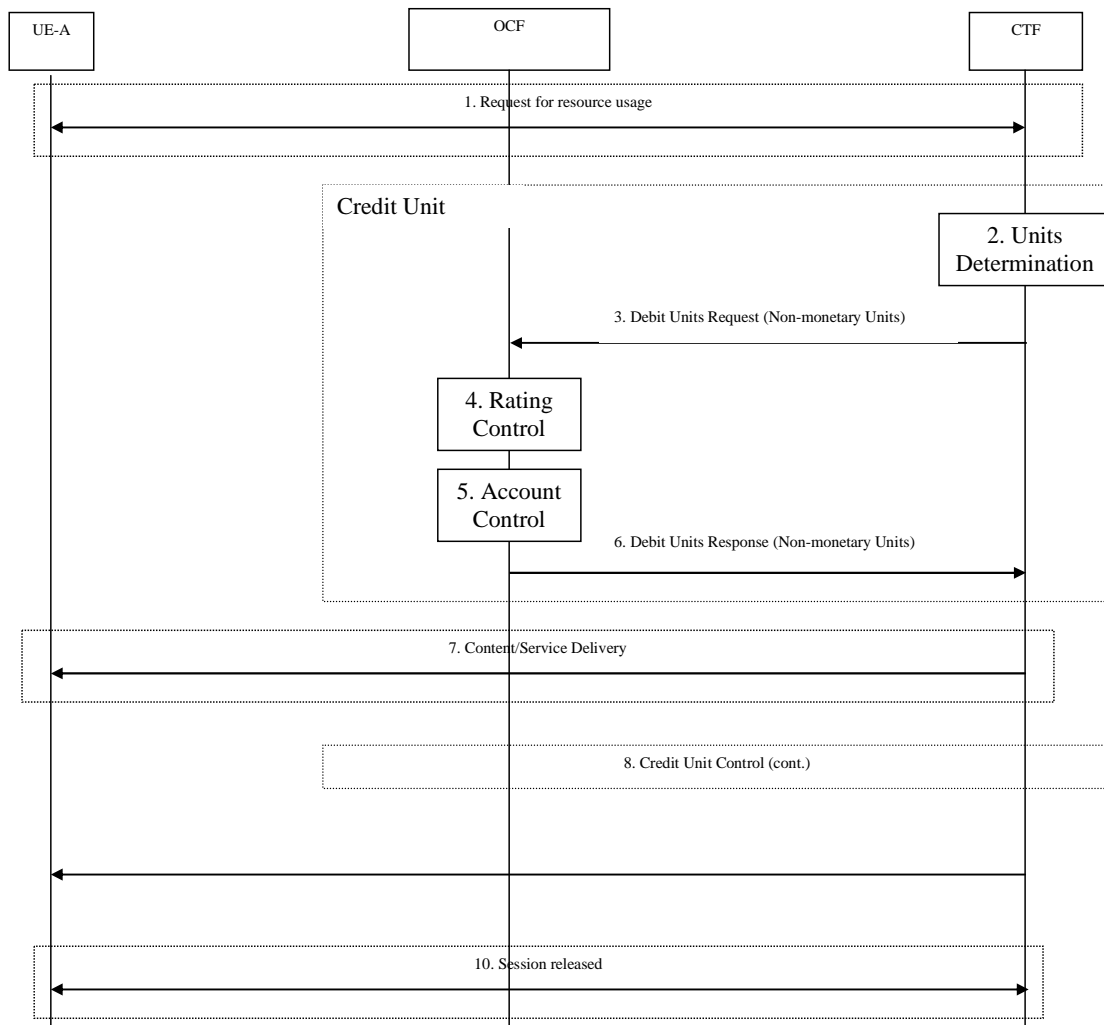 UE-A
OCF
CTF
1. Request for resource usage
Credit Unit
2. Units
Determination
3. Debit Units Request (Non-monetary Units)
4. Rating
Control
5. Account
Control
6. Debit Units Response (Non-monetary Units)
7. Content/Service Delivery
8. Credit Unit Control (cont.)
10. Session released